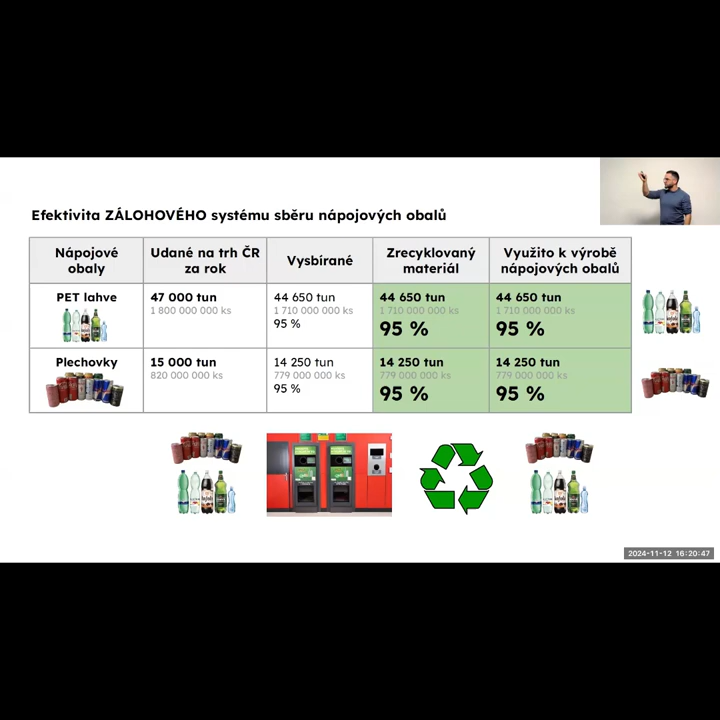 Efektivita ZÁLOHOVÉHO systému sběru nápojových obalů
Nápojové obaly
Udané na trh ČR za rok
Vysbírané
Zrecyklovaný materiál
Využito k výrobě nápojových obalů
PET lahve
47 000 tun
1 800 000 000 ks
44 650 tun
1 710 000 000 ks
95 %
44 650 tun
1 710 000 000 ks
95 %
44 650 tun
1 710 000 000 ks
95 %
Plechovky
15 000 tun
820 000 000 ks
14 250 tun
779 000 000 ks
95 %
14 250 tun
779 000 000 ks
95 %
14 250 tun
779 000 000 ks
95 %
2024-11-12 16:20:47